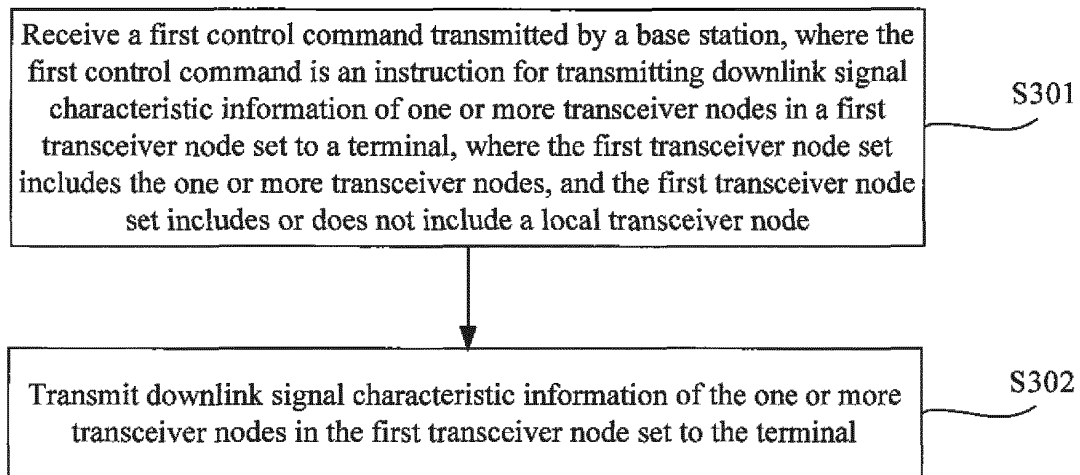 Receive a first control command transmitted by a base station, where the
first control command is an instruction for transmitting downlink signal
characteristic information of one or more transceiver nodes in a first
transceiver node set to a terminal, where the first transceiver node set
includes the one or more transceiver nodes, and the first transceiver node
set includes or does not include a local transceiver node
S301
Transmit downlink signal characteristic information of the one or more
transceiver nodes in the first transceiver node set to the terminal
S302